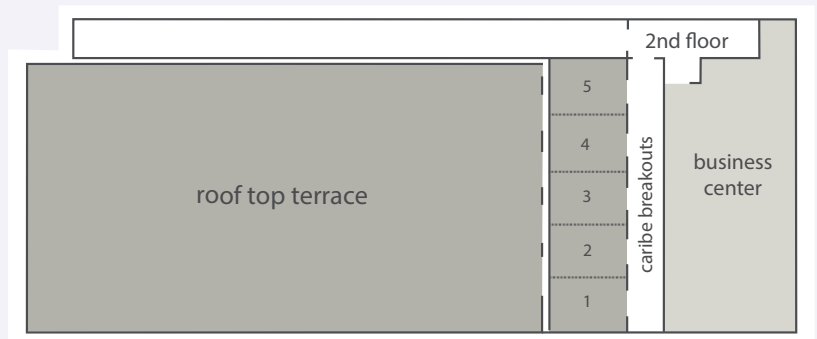 2nd floor
5
4
3
2
1
roof top terrace
caribe breakouts
business
center